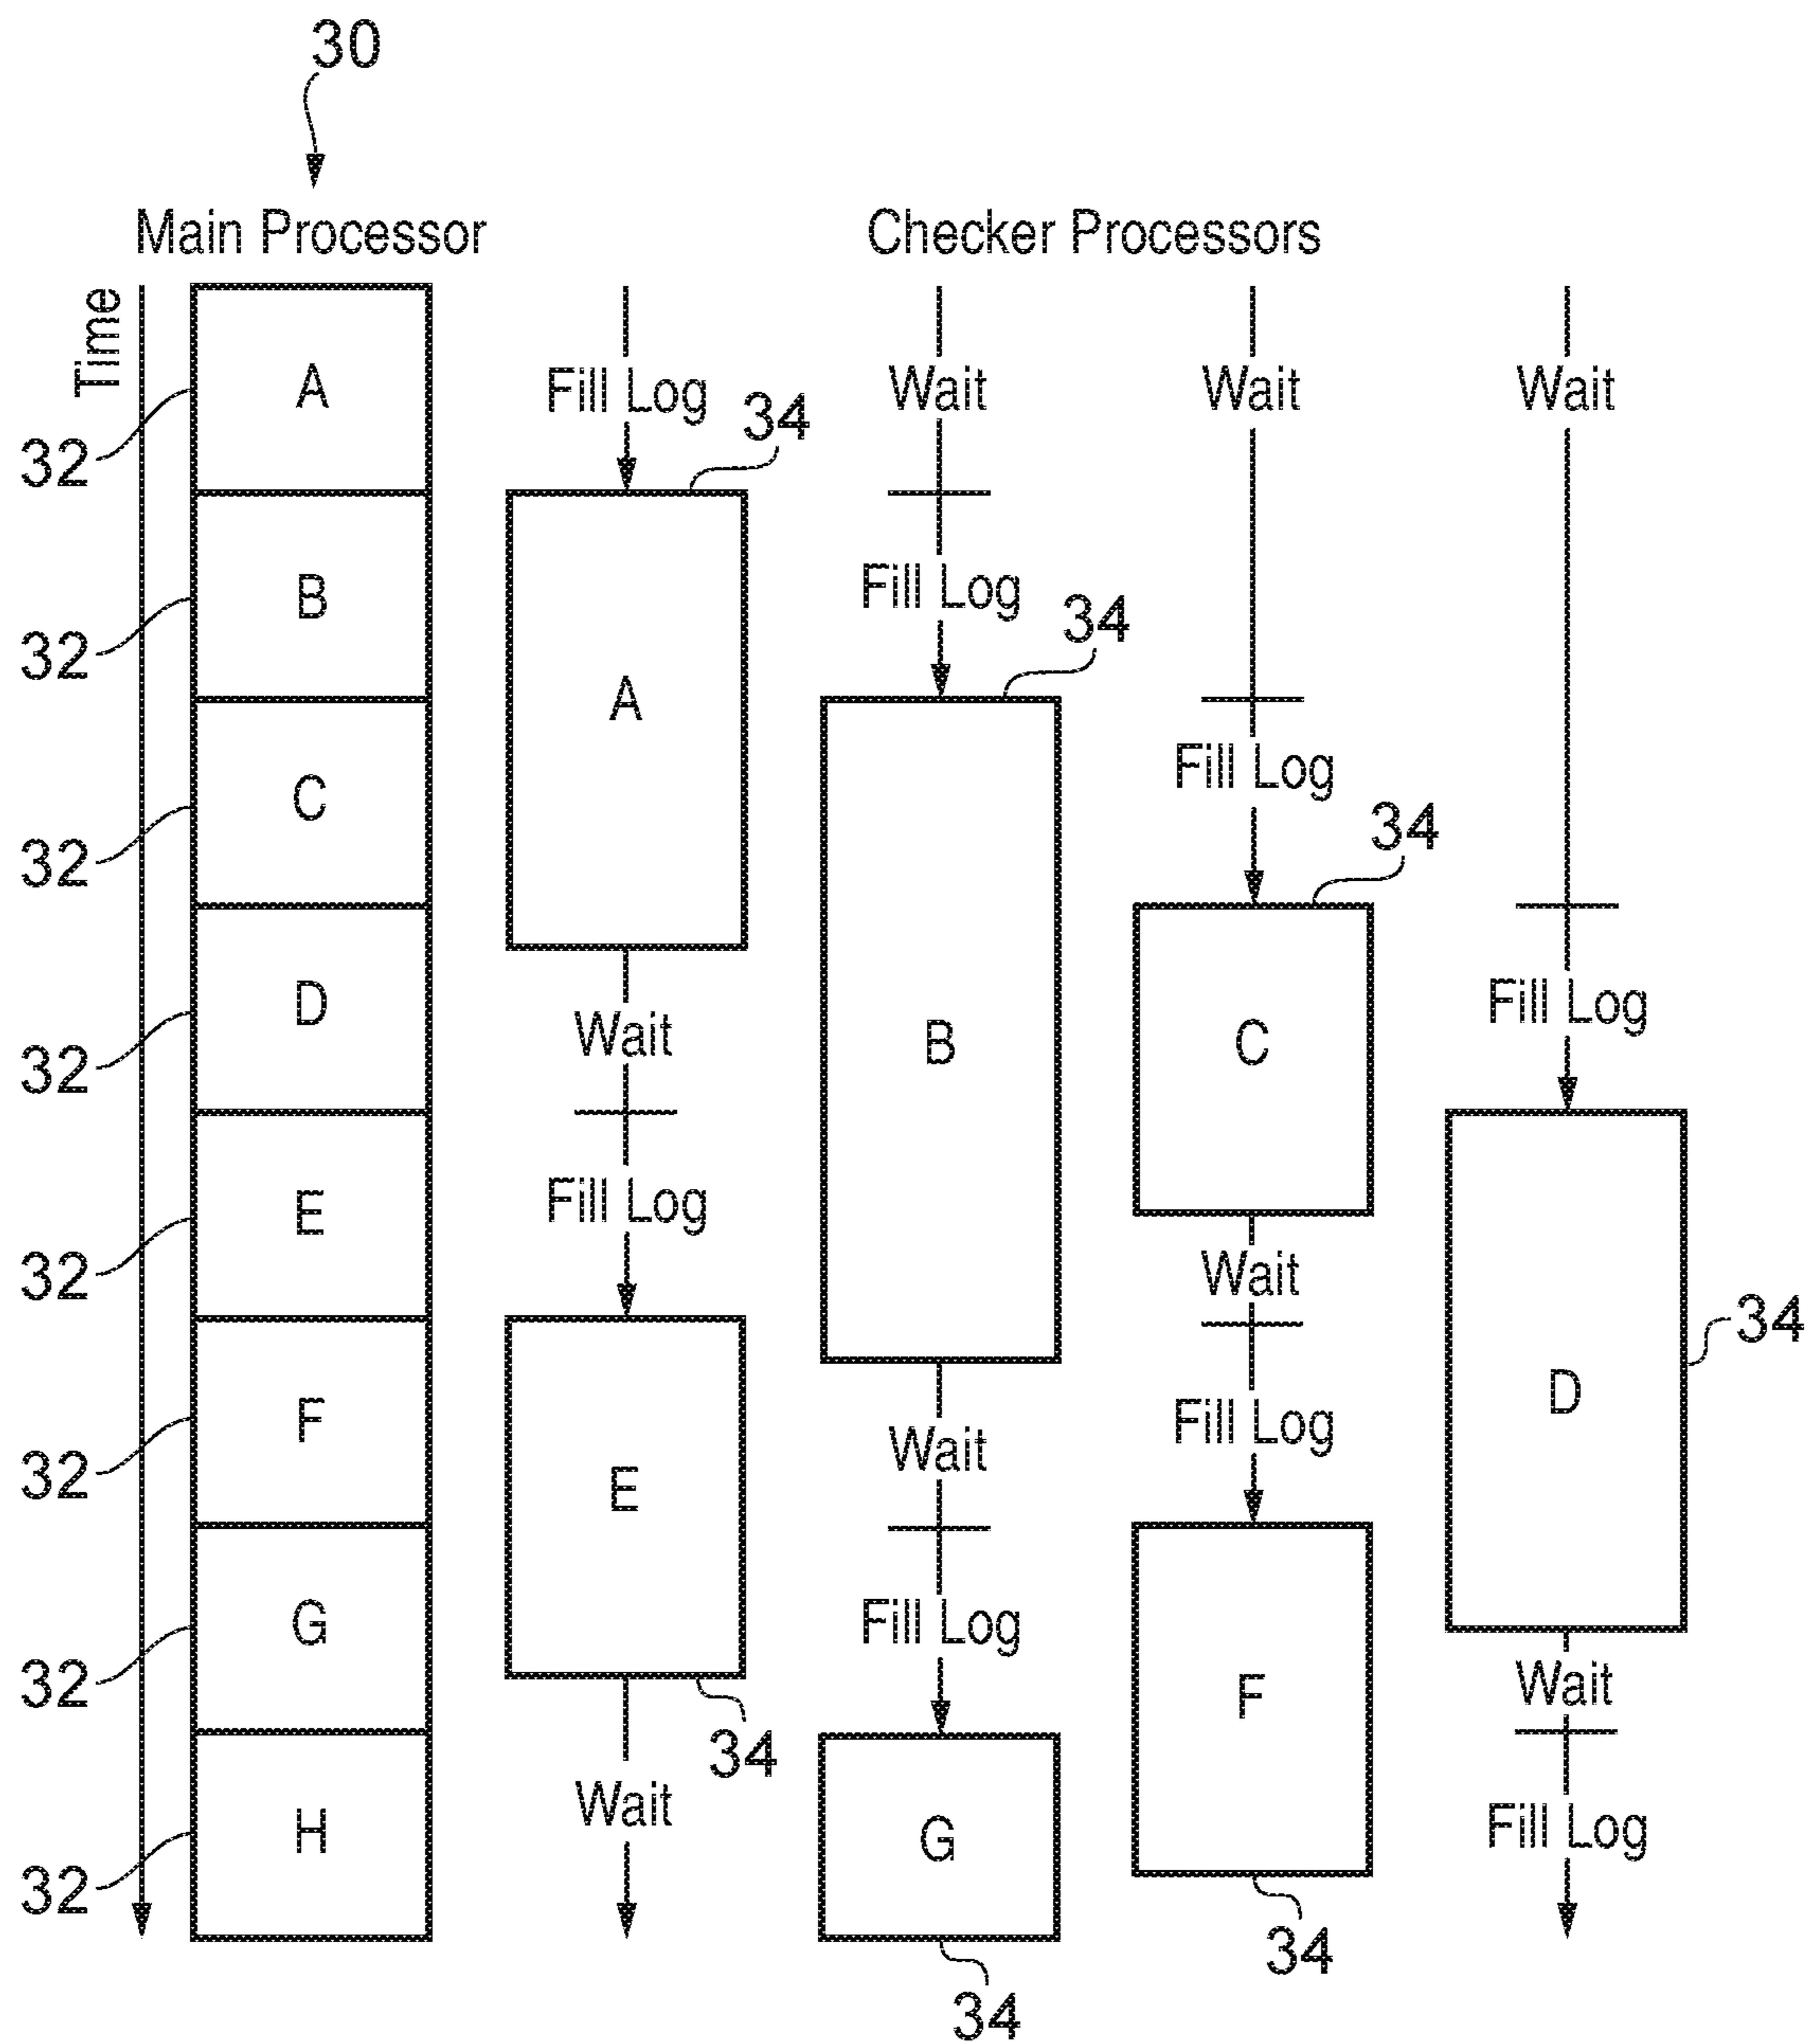 30
Main Processor
Checker Processors
Time
A
Fill Log
Wait
Wait
Wait
34
32
B
Fill Log
34
32
A
C
Fill Log
34
32
D
Wait
B
C
Fill Log
32
E
Fill Log
Wait
32
34
F
Wait
Fill Log
D
32
E
G
Fill Log
32
F
Wait
34
H
Wait
G
Fill Log
32
34
34